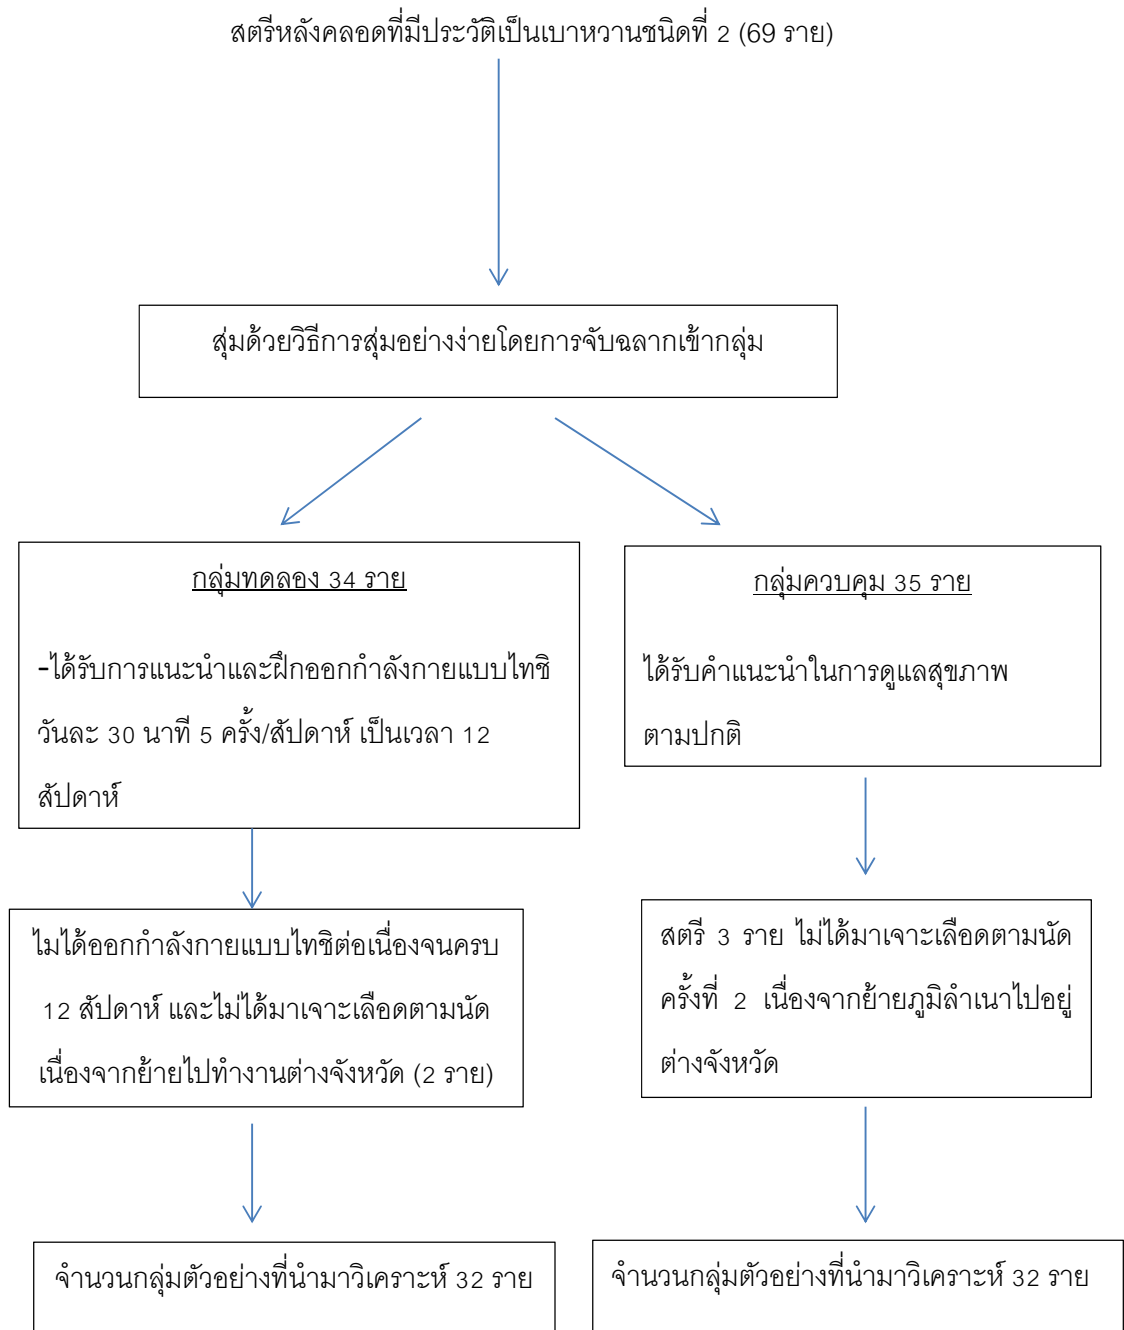 สตรีหลังคลอดที่มีประวัติเป็นเบาหวานชนิดที่ 2 (69 ราย)
สุ่มด้วยวิธีการสุ่มอย่างง่ายโดยการจับฉลากเข้ากลุ่ม
กลุ่มทดลอง 34 ราย
-ได้รับการแนะนำและฝึกออกกำลังกายแบบไทชิ
วันละ 30 นาที 5 ครั้ง/สัปดาห์ เป็นเวลา 12
สัปดาห์
กลุ่มควบคุม 35 ราย
ได้รับคำแนะนำในการดูแลสุขภาพ
ตามปกติ
ไมได้ออกกำลังกายแบบไทชิต่อเนื่องจนครบ
12 สัปดาห์ และไม่ได้มาเจาะเลือดตามนัด
เนื่องจากย้ายไปทำงานต่างจังหวัด (2 ราย)
สตรี 3 ราย ไม่ได้มาเจาะเลือดตามนัด
ครั้งที่ 2 เนื่องจากย้ายภูมิลำเนาไปอยู่
ต่างจังหวัด
จำนวนกลุ่มตัวอย่างที่นำมาวิเคราะห์ 32 ราย
จำนวนกลุ่มตัวอย่างที่นำมาวิเคราะห์ 32 ราย